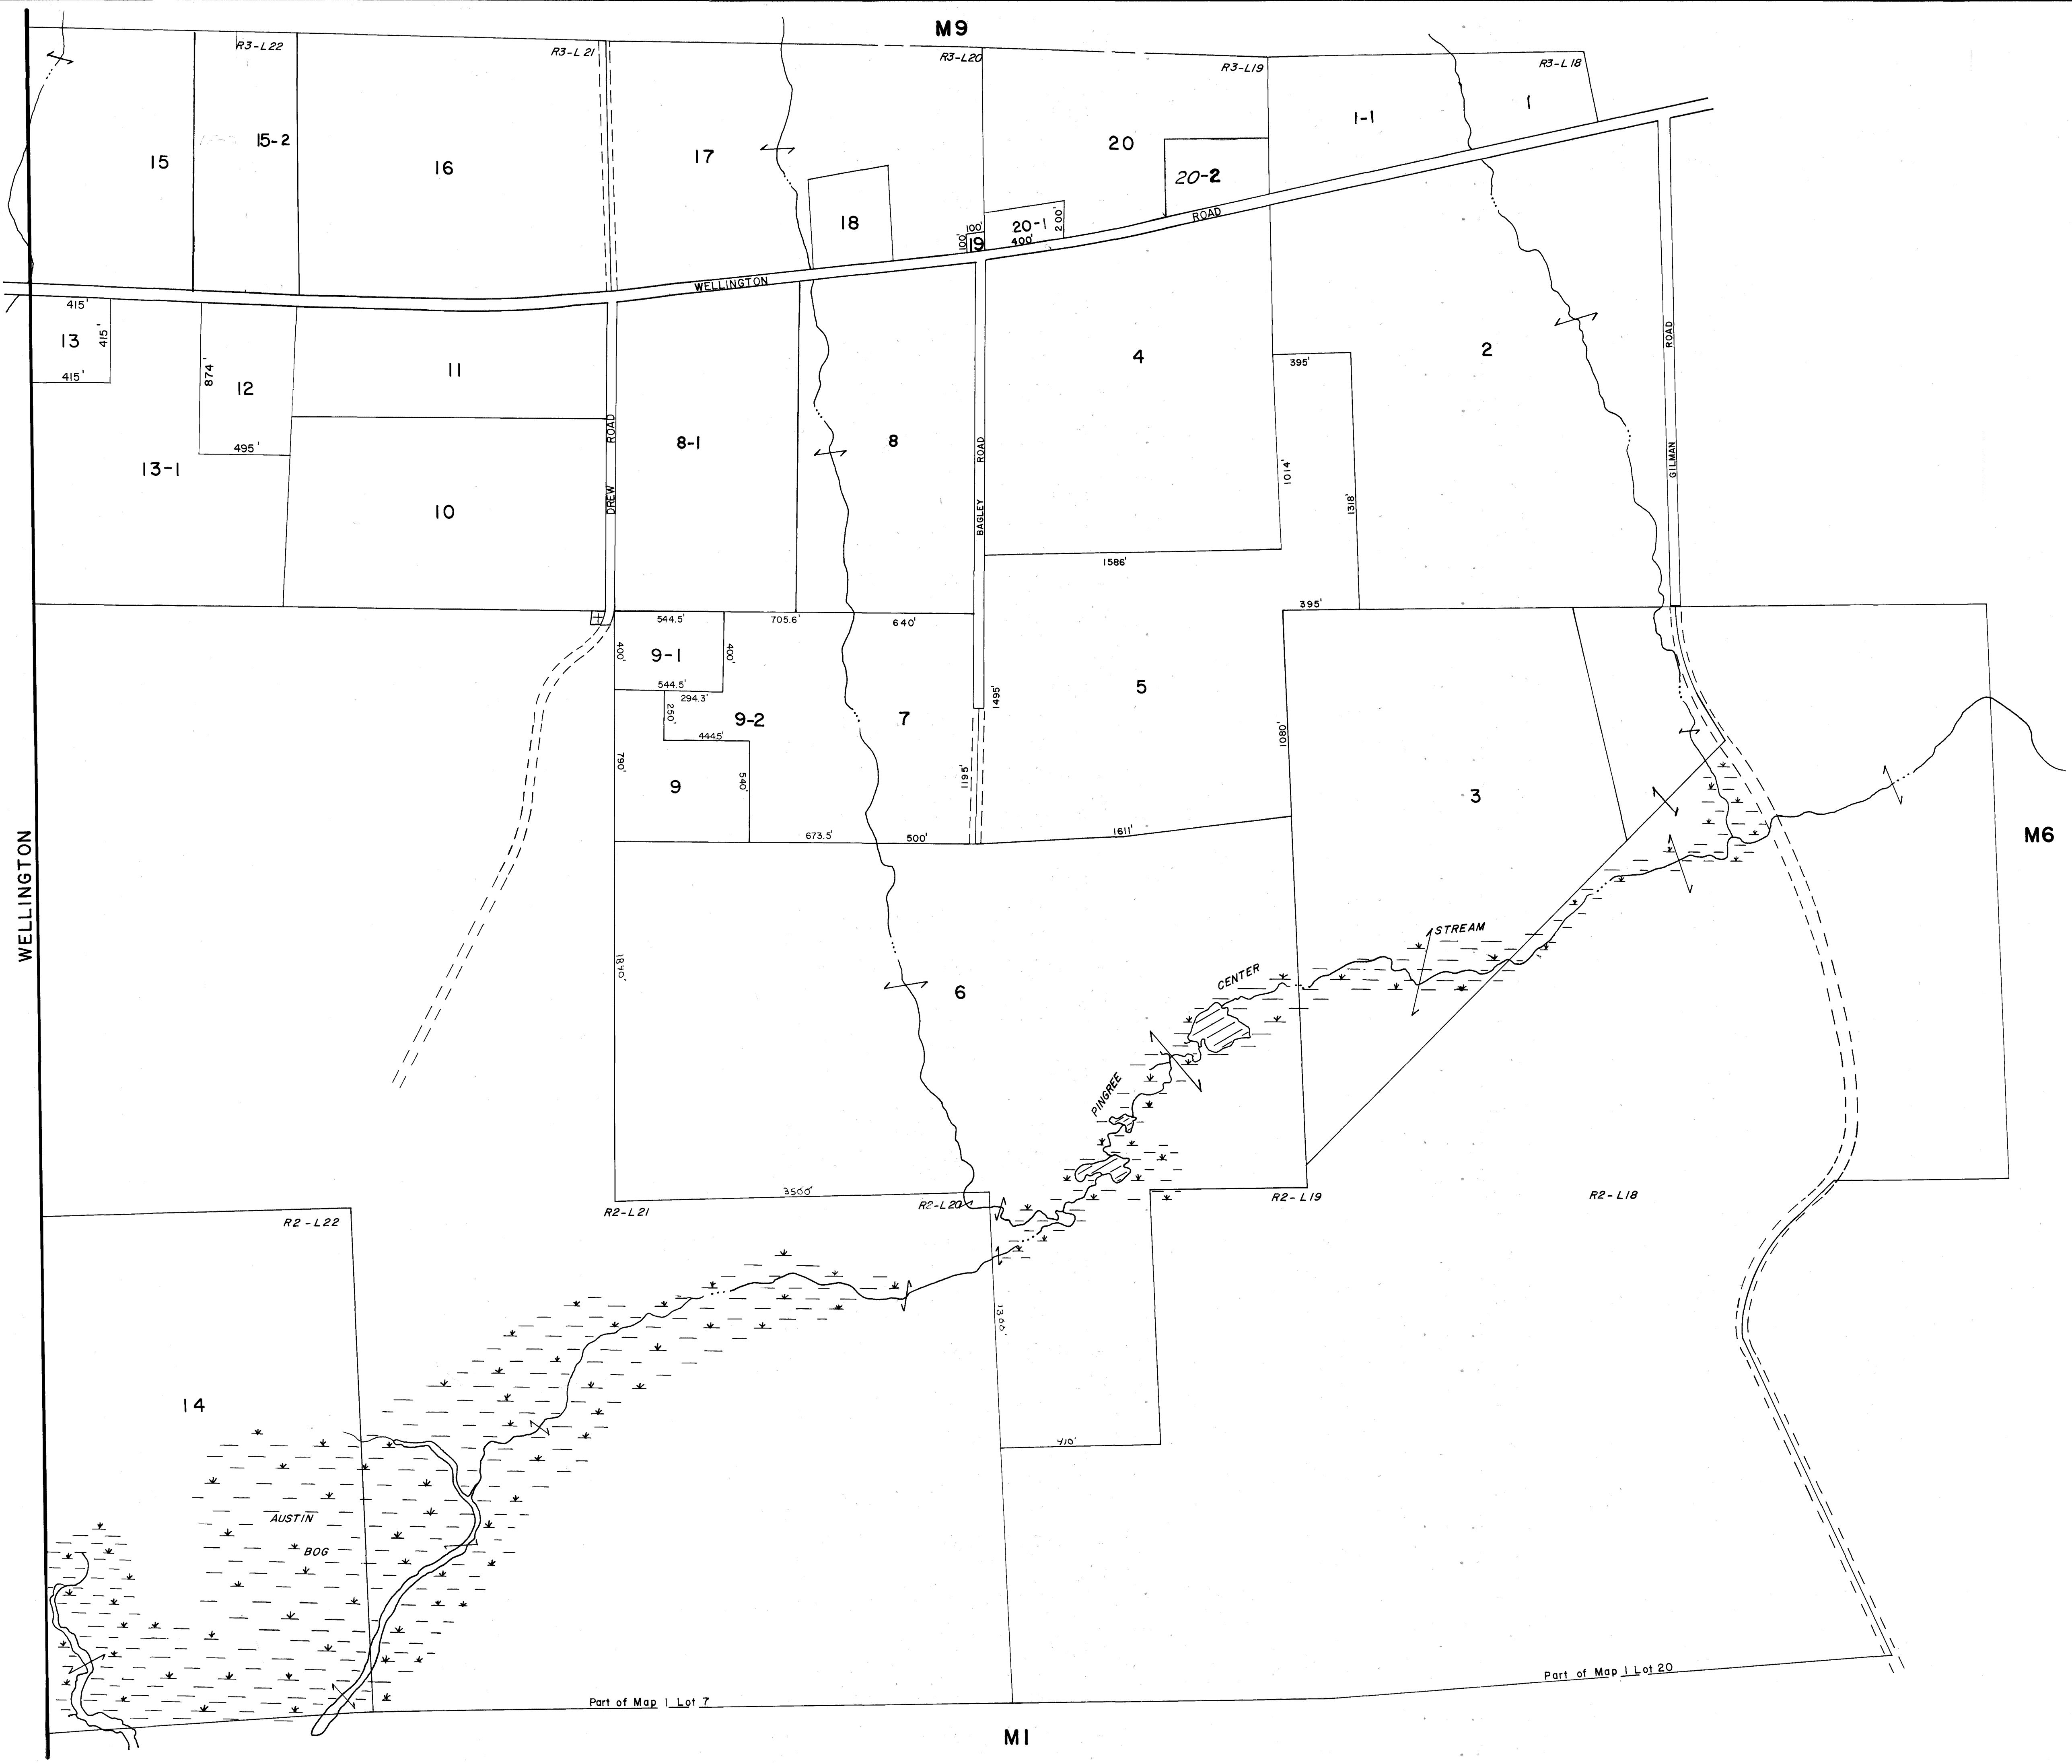 M9
R3-L22
R3-L21
R3-L20
R3-L19
R3-L18
15
15-2
16
17
18
19
100'
100'
20
20-1
400'
200'
20-2
1-1
1
WELLINGTON ROAD
415'
13
415'
415'
874'
12
495'
13-1
11
10
DREW ROAD
8-1
8
BAGLEY ROAD
4
395'
1014'
1318'
1586'
2
GILMAN ROAD
395'
544.5'
705.6'
640'
400'
9-1
400'
544.5'
294.3'
250'
9-2
444.5'
790'
9
540'
7
1495'
1195'
5
1080'
3
673.5'
500'
1611'
M6
WELLINGTON
1840'
6
PINGREE CENTER STREAM
3500'
R2-L22
R2-L21
R2-L20
R2-L19
R2-L18
1300'
410'
14
AUSTIN
BOG
Part of Map 1 Lot 7
Part of Map 1 Lot 20
M1